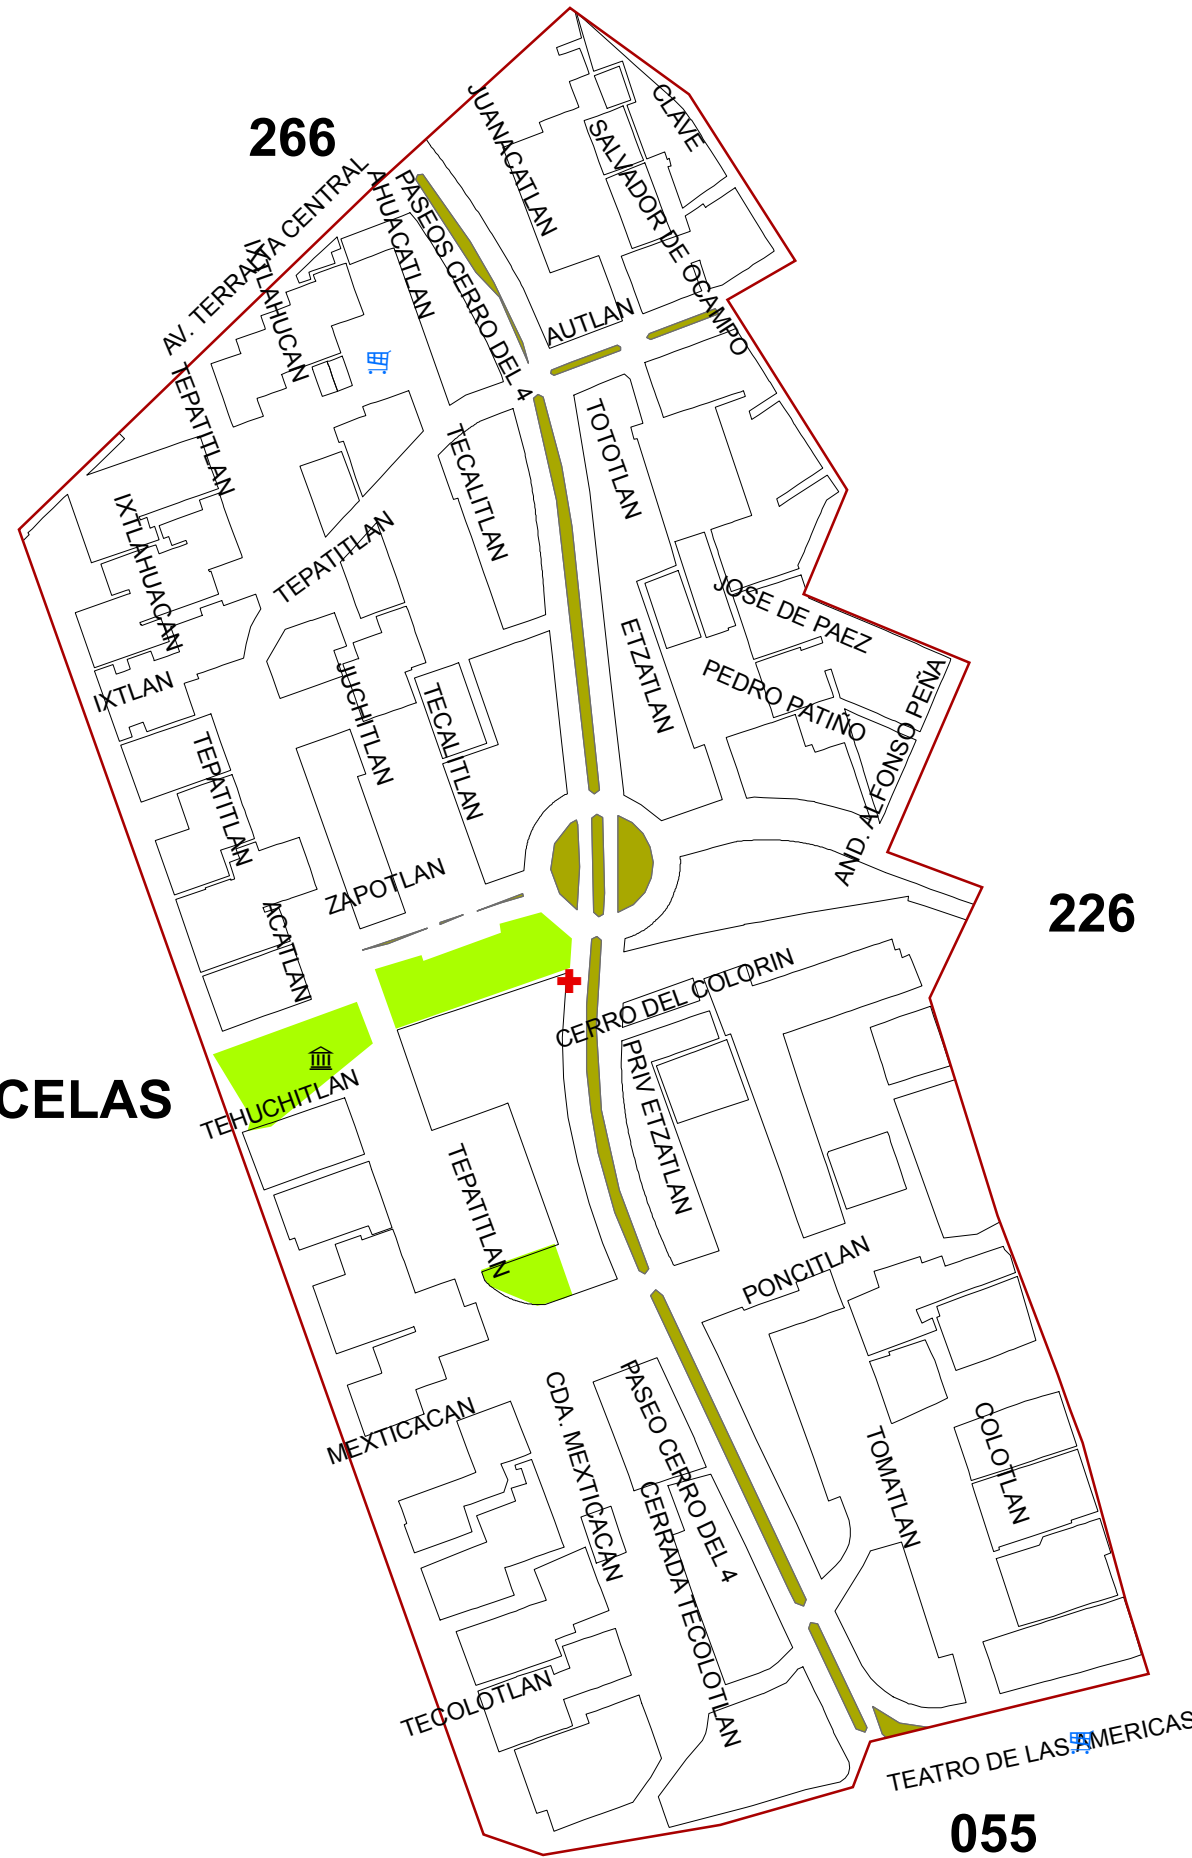 266
CLAVE
JUANACATLAN
SALVADOR DE OCAMPO
AV. TERRAZA CENTRAL
AHUACATLAN
PASEOS CERRO DEL 4
IXTLAHUCAN
AUTLAN
TEPATITLAN
TECALITLAN
TOTOTLAN
IXTLAHUACAN
TEPATITLAN
JOSE DE PAEZ
ETZATLAN
PEDRO PATIÑO
AND. ALFONSO PEÑA
IXTLAN
JUCHITLAN
TECALITLAN
TEPATITLAN
ZAPOTLAN
ACATLAN
226
CERRO DEL COLORIN
PRIV ETZATLAN
CELAS
TEHUCHITLAN
TEPATITLAN
PONCITLAN
MEXTICACAN
CDA. MEXTICACAN
PASEO CERRO DEL 4
CERRADA TECOLOTLAN
TOMATLAN
COLOTLAN
TECOLOTLAN
TEATRO DE LAS AMERICAS
055